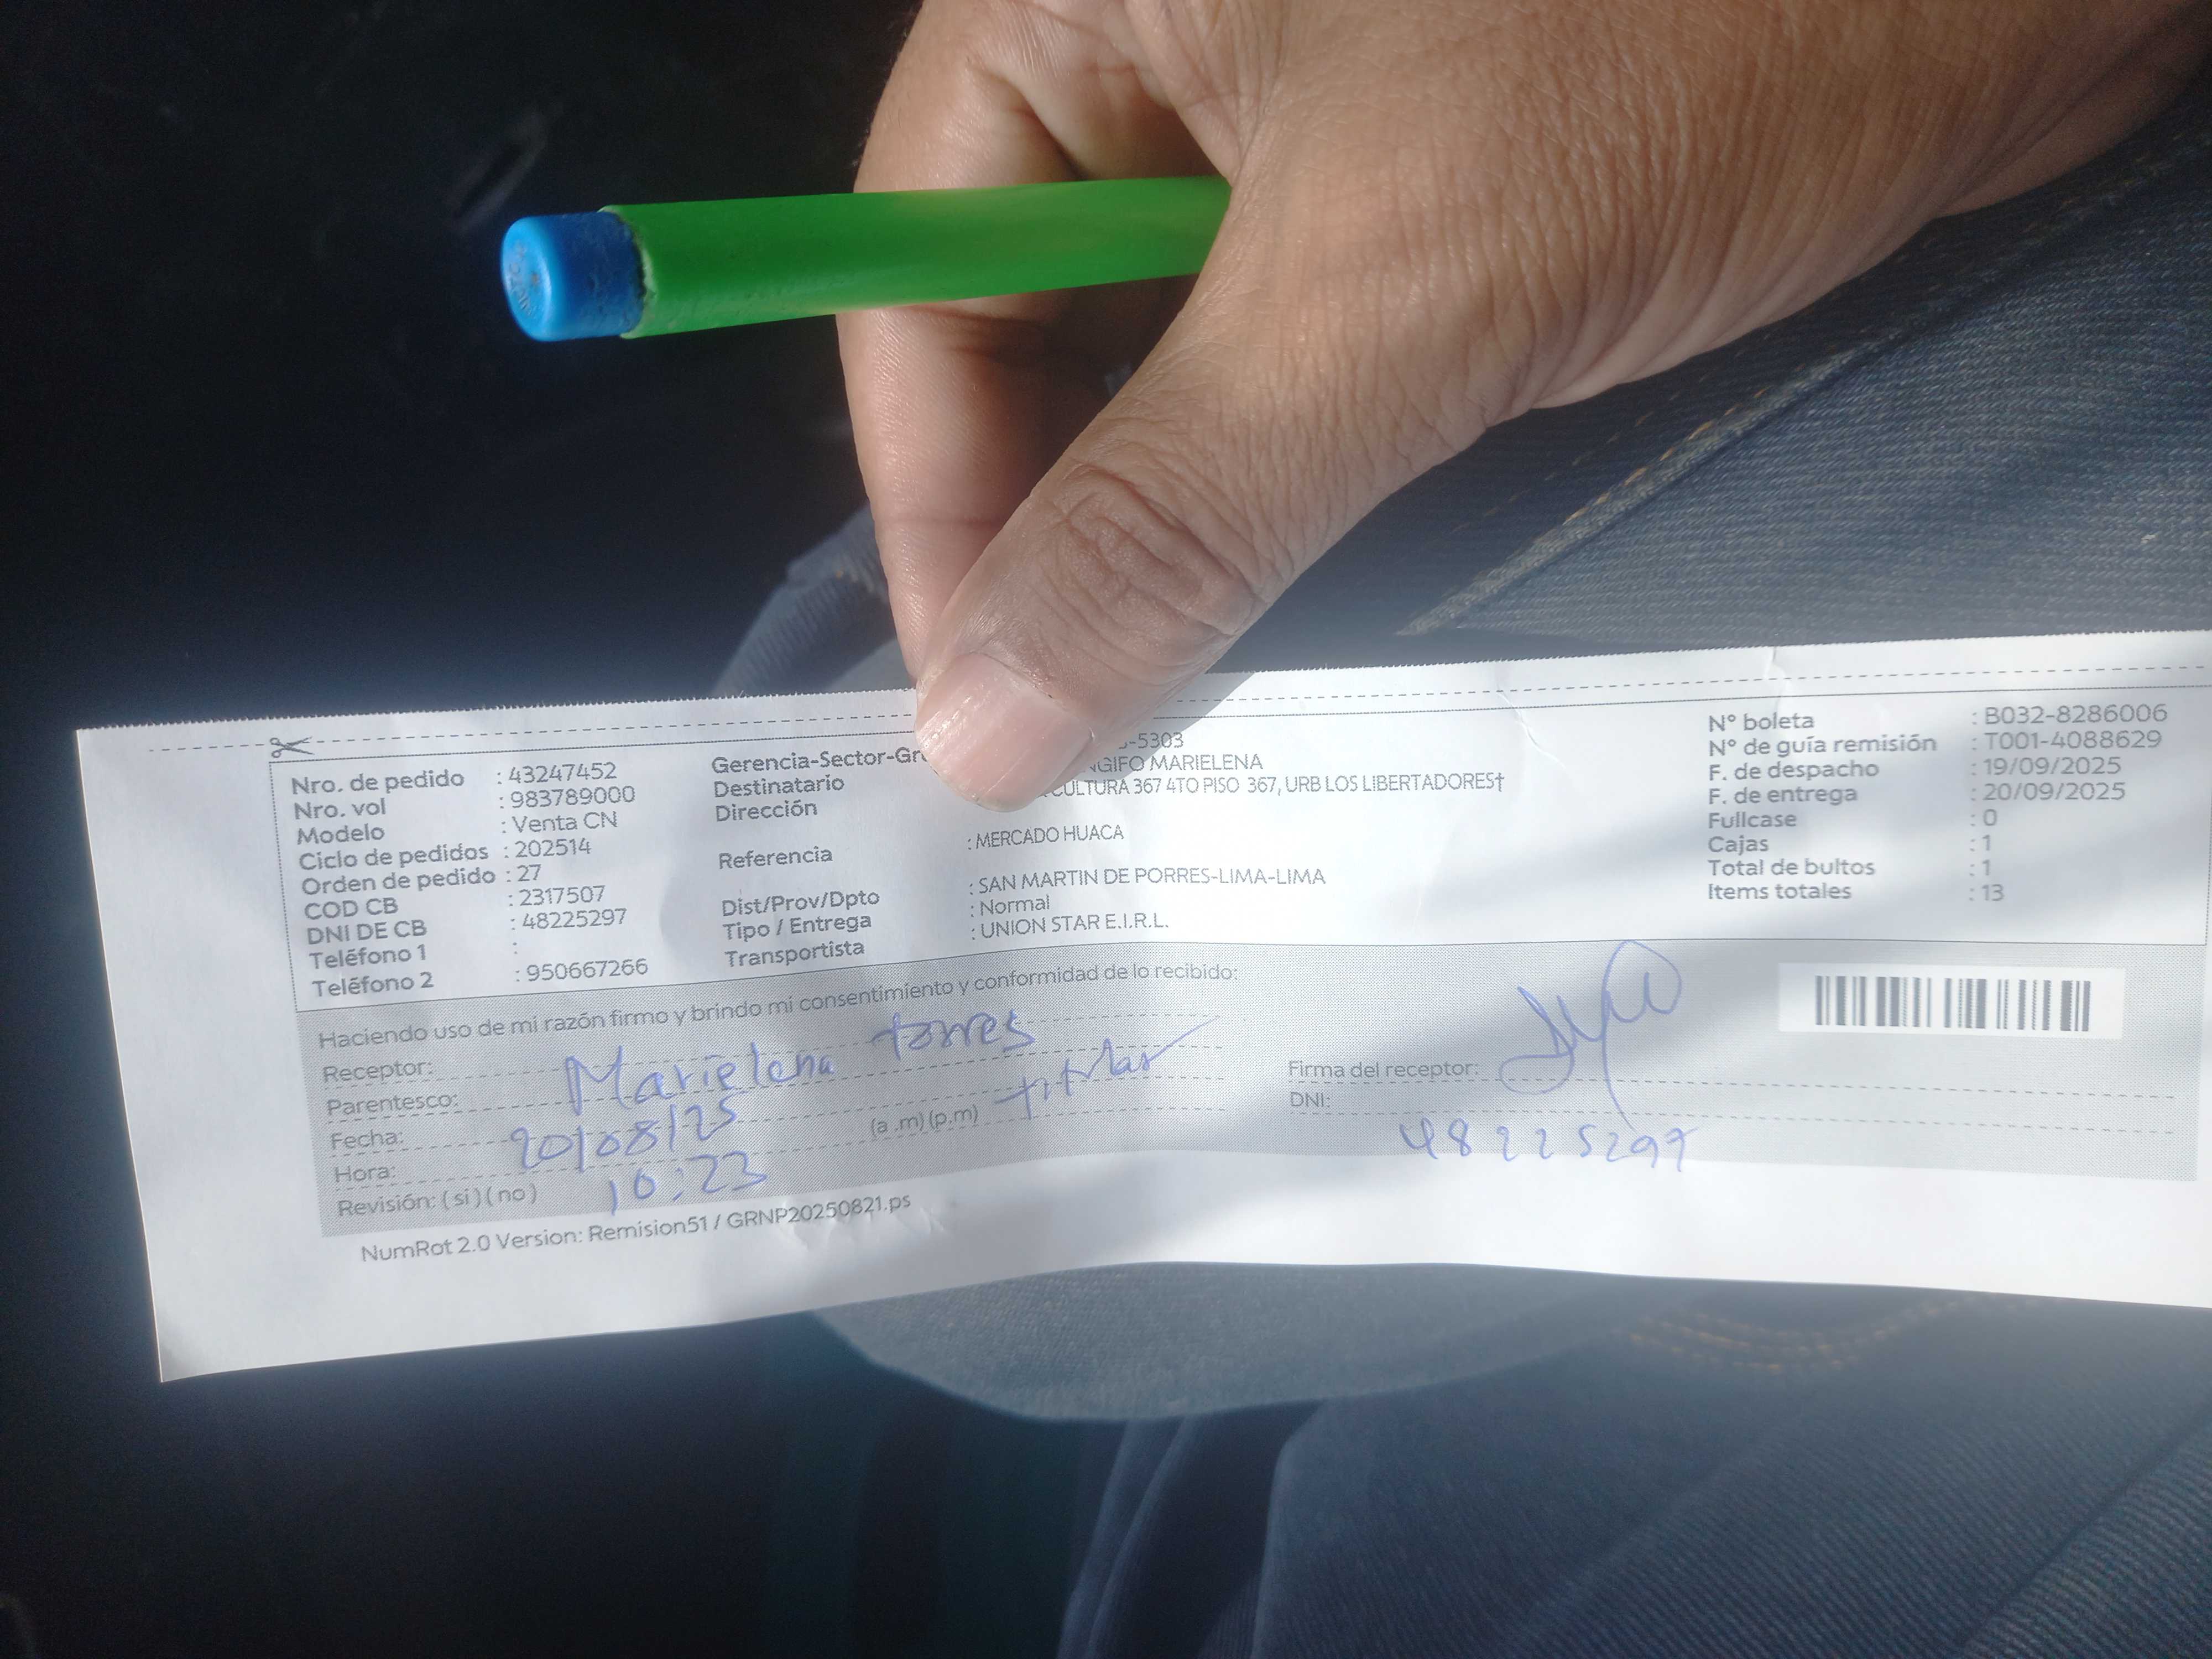 Nro. de pedido : 43247452
Nro. vol : 983789000
Modelo : Venta CN
Ciclo de pedidos : 202514
Orden de pedido : 27
COD CB : 2317507
DNI DE CB : 48225297
Teléfono 1 :
Teléfono 2 : 950667266
Gerencia-Sector-Gr -5303
Destinatario MARIELENA
Dirección 367 4TO PISO 367, URB LOS LIBERTADORES†
Referencia : MERCADO HUACA
Dist/Prov/Dpto : SAN MARTIN DE PORRES-LIMA-LIMA
Tipo / Entrega : Normal
Transportista : UNION STAR E.I.R.L.
N° boleta : B032-8286006
N° de guía remisión : T001-4088629
F. de despacho : 19/09/2025
F. de entrega : 20/09/2025
Fullcase : 0
Cajas : 1
Total de bultos : 1
Items totales : 13
Haciendo uso de mi razón firmo y brindo mi consentimiento y conformidad de lo recibido:
Receptor: Marielena torres
Parentesco: titular
Fecha: 20/08/25
Hora: 10:23 (a .m) (p.m)
Revisión: ( si ) ( no )
Firma del receptor:
DNI: 48225297
NumRot 2.0 Version: Remision51 / GRNP20250821.ps